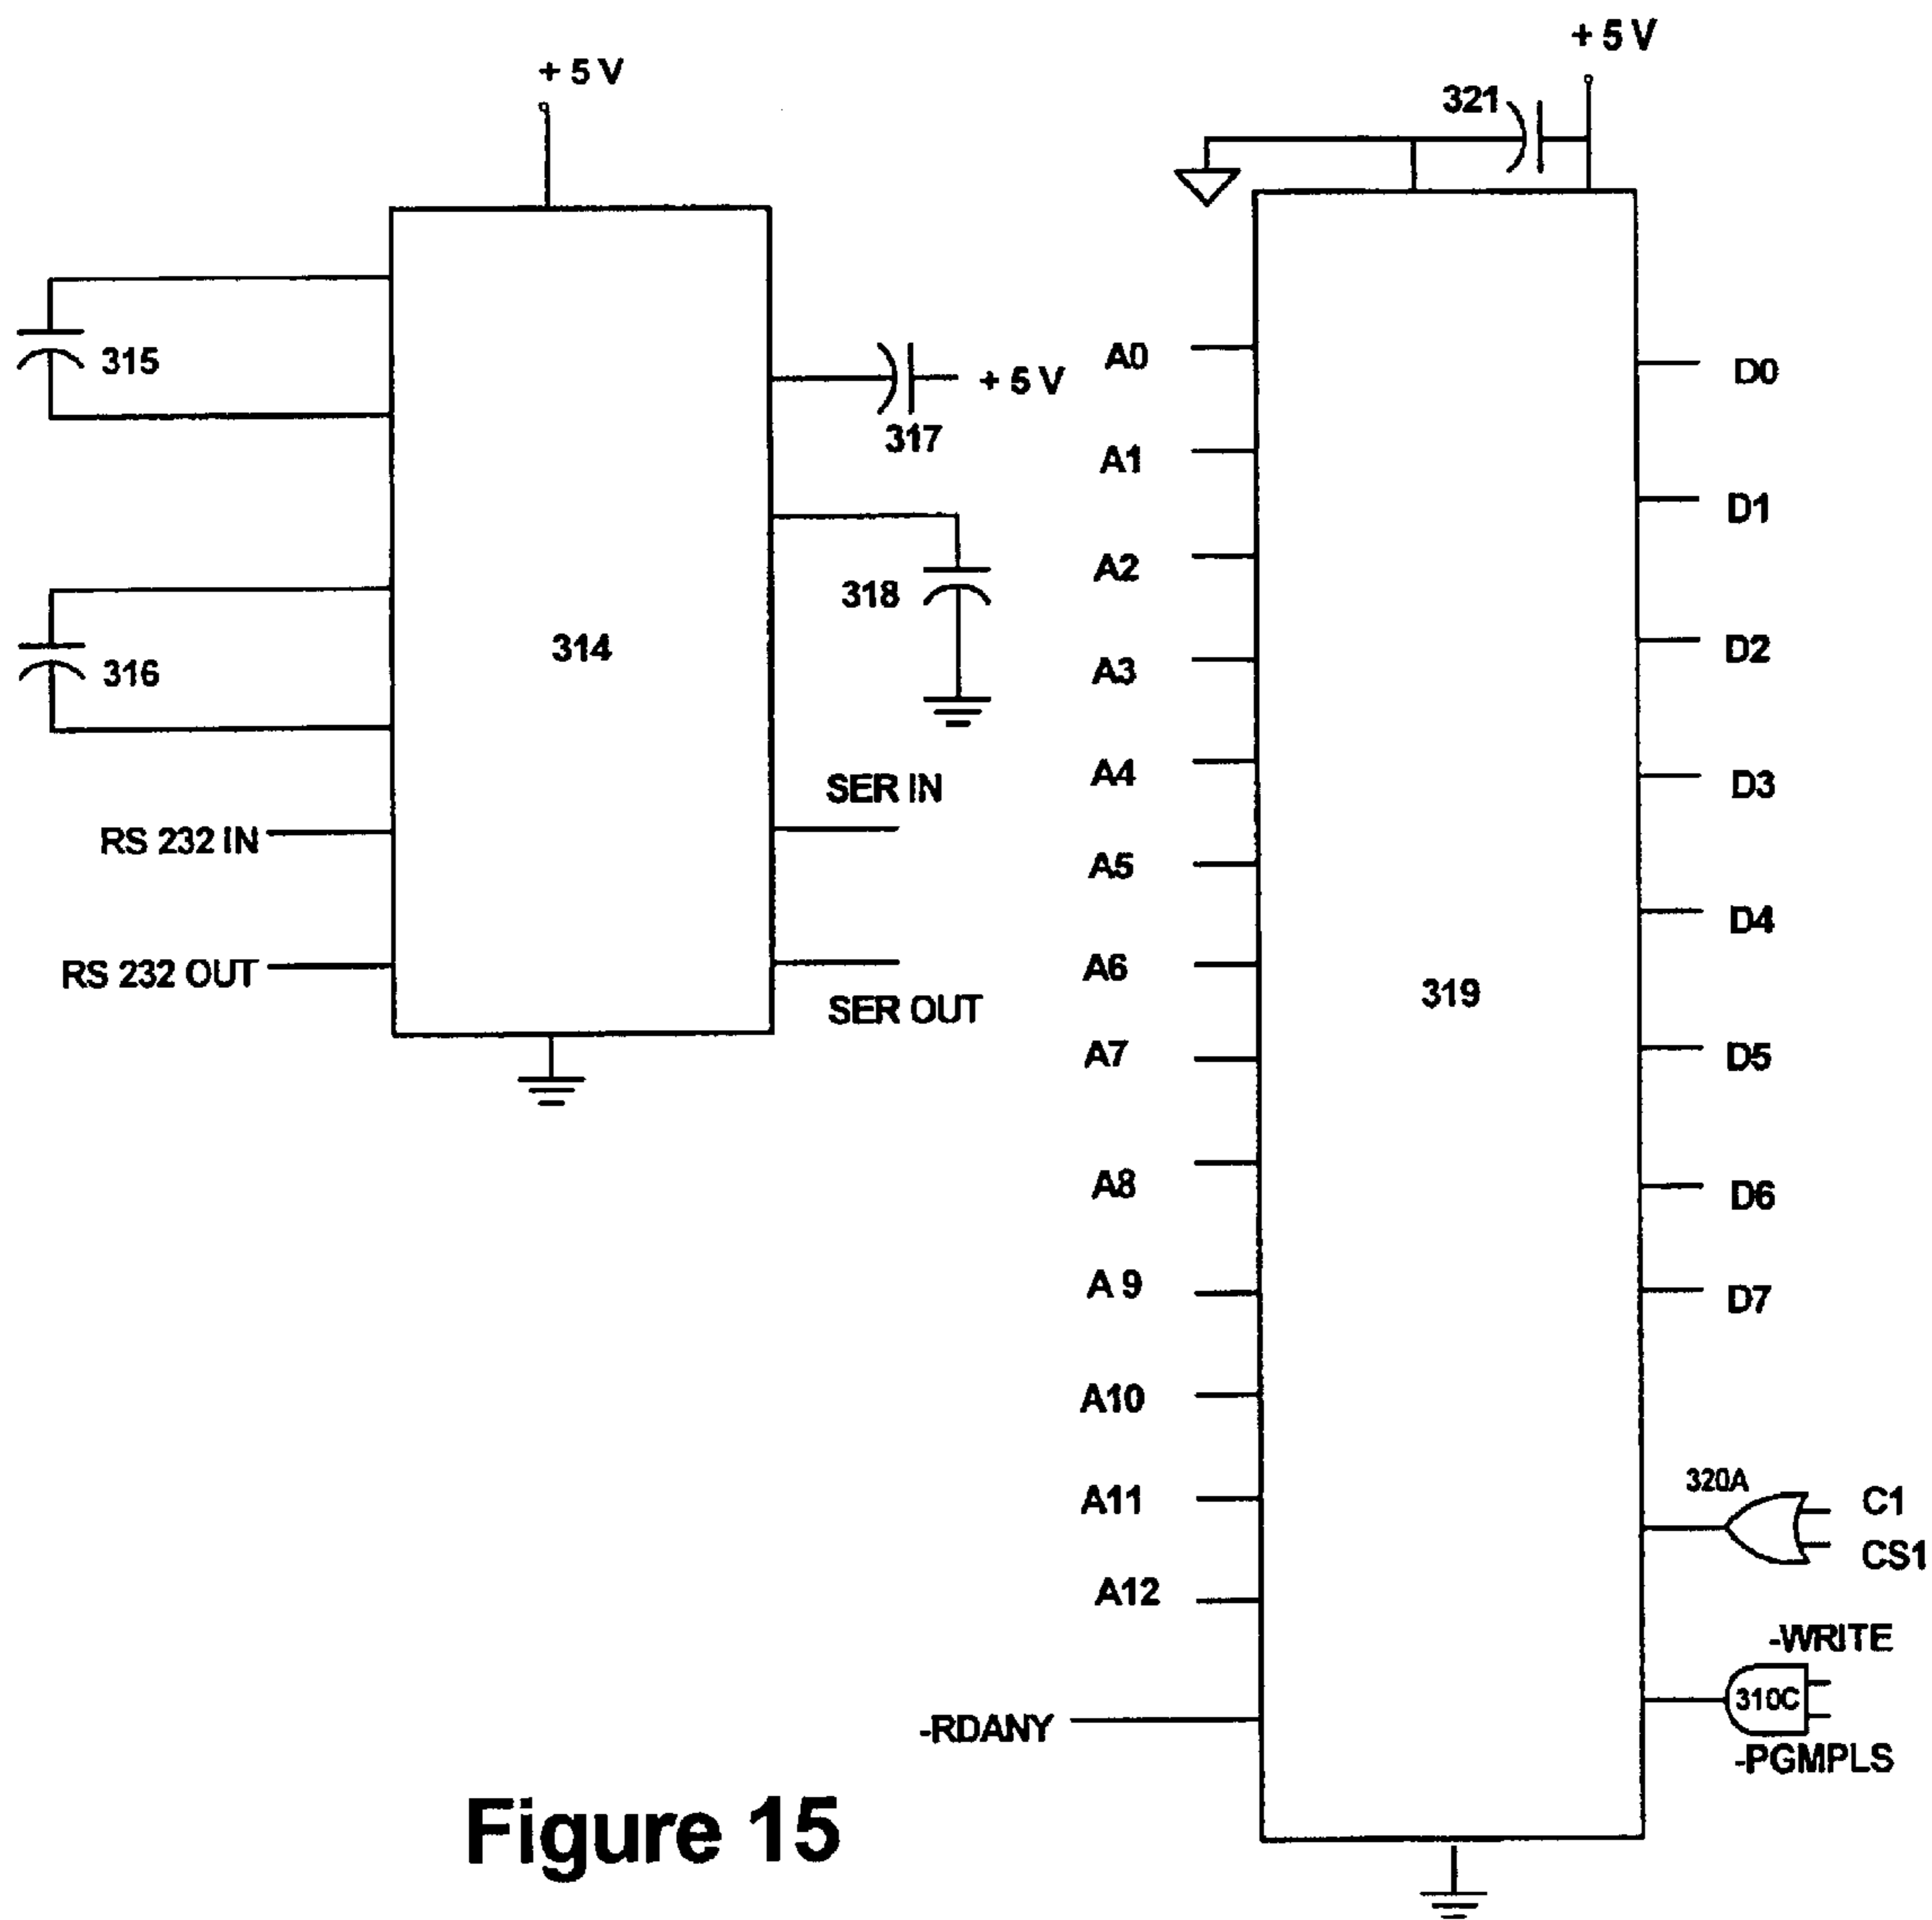 + 5 V
315
316
314
317
+ 5 V
318
SER IN
RS 232 IN
RS 232 OUT
SER OUT
+ 5 V
321
A0
A1
A2
A3
A4
A5
A6
A7
A8
A 9
A10
A11
A12
-RDANY
319
D0
D1
D2
D3
D4
D5
D6
D7
320A
C1
CS1
-WRITE
310C
-PGMPLS
Figure 15